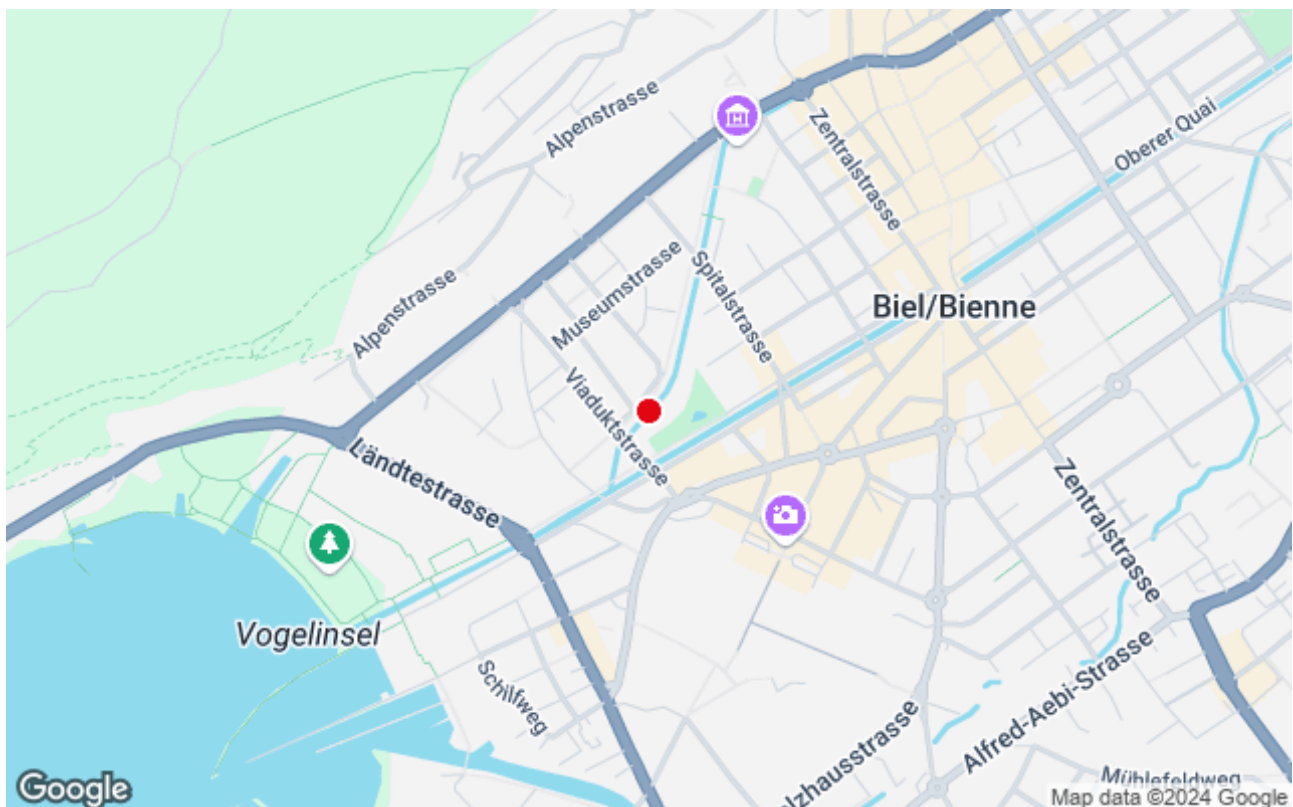 Alpenstrasse
Zentralstrasse
Oberer Quai
Museumstrasse
Spitalstrasse
Alpenstrasse
Biel/Bienne
Viaduktstrasse
Ländtestrasse
Zentralstrasse
Vogelinsel
Schilfweg
Alfred-Aebi-Strasse
lzhausstrasse
Mühlefeldweg
Google
Map data ©2024 Google